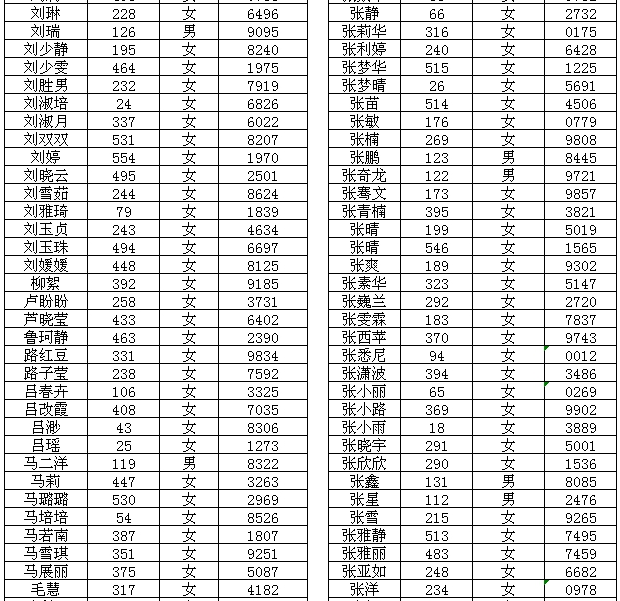 刘琳 228 女 6496
刘瑞 126 男 9095
刘少静 195 女 8240
刘少雯 464 女 1975
刘胜男 232 女 7919
刘淑培 24 女 6826
刘淑月 337 女 6022
刘双双 531 女 8207
刘婷 554 女 1970
刘晓云 495 女 2501
刘雪茹 244 女 8624
刘雅琦 79 女 1839
刘玉贞 243 女 4634
刘玉珠 494 女 6697
刘媛媛 448 女 8125
柳絮 392 女 9185
卢盼盼 258 女 3731
芦晓莹 433 女 6402
鲁珂静 463 女 2390
路红豆 331 女 9834
路子莹 238 女 7592
吕春卉 106 女 3325
吕改霞 408 女 7035
吕渺 43 女 8306
吕瑶 25 女 1273
马二洋 119 男 8322
马莉 447 女 3263
马璐璐 530 女 2969
马培培 54 女 8526
马若南 387 女 1807
马雪琪 351 女 9251
马展丽 375 女 5087
毛慧 317 女 4182
张静 66 女 2732
张莉华 316 女 0175
张利婷 240 女 6428
张梦华 515 女 1225
张梦晴 26 女 5691
张苗 514 女 4506
张敏 176 女 0779
张楠 269 女 9808
张鹏 123 男 8445
张奇龙 122 男 9721
张骞文 173 女 9857
张青楠 395 女 3821
张晴 199 女 5019
张晴 546 女 1565
张爽 189 女 9302
张素华 323 女 5147
张巍兰 292 女 2720
张雯霖 183 女 7837
张西苹 370 女 9743
张悉尼 94 女 0012
张潇波 394 女 3486
张小丽 65 女 0269
张小路 369 女 9902
张小雨 18 女 3889
张晓宇 291 女 5001
张欣欣 290 女 1536
张鑫 131 男 8085
张星 112 男 2476
张雪 215 女 9265
张雅静 513 女 7495
张雅丽 483 女 7459
张亚如 248 女 6682
张洋 234 女 0978